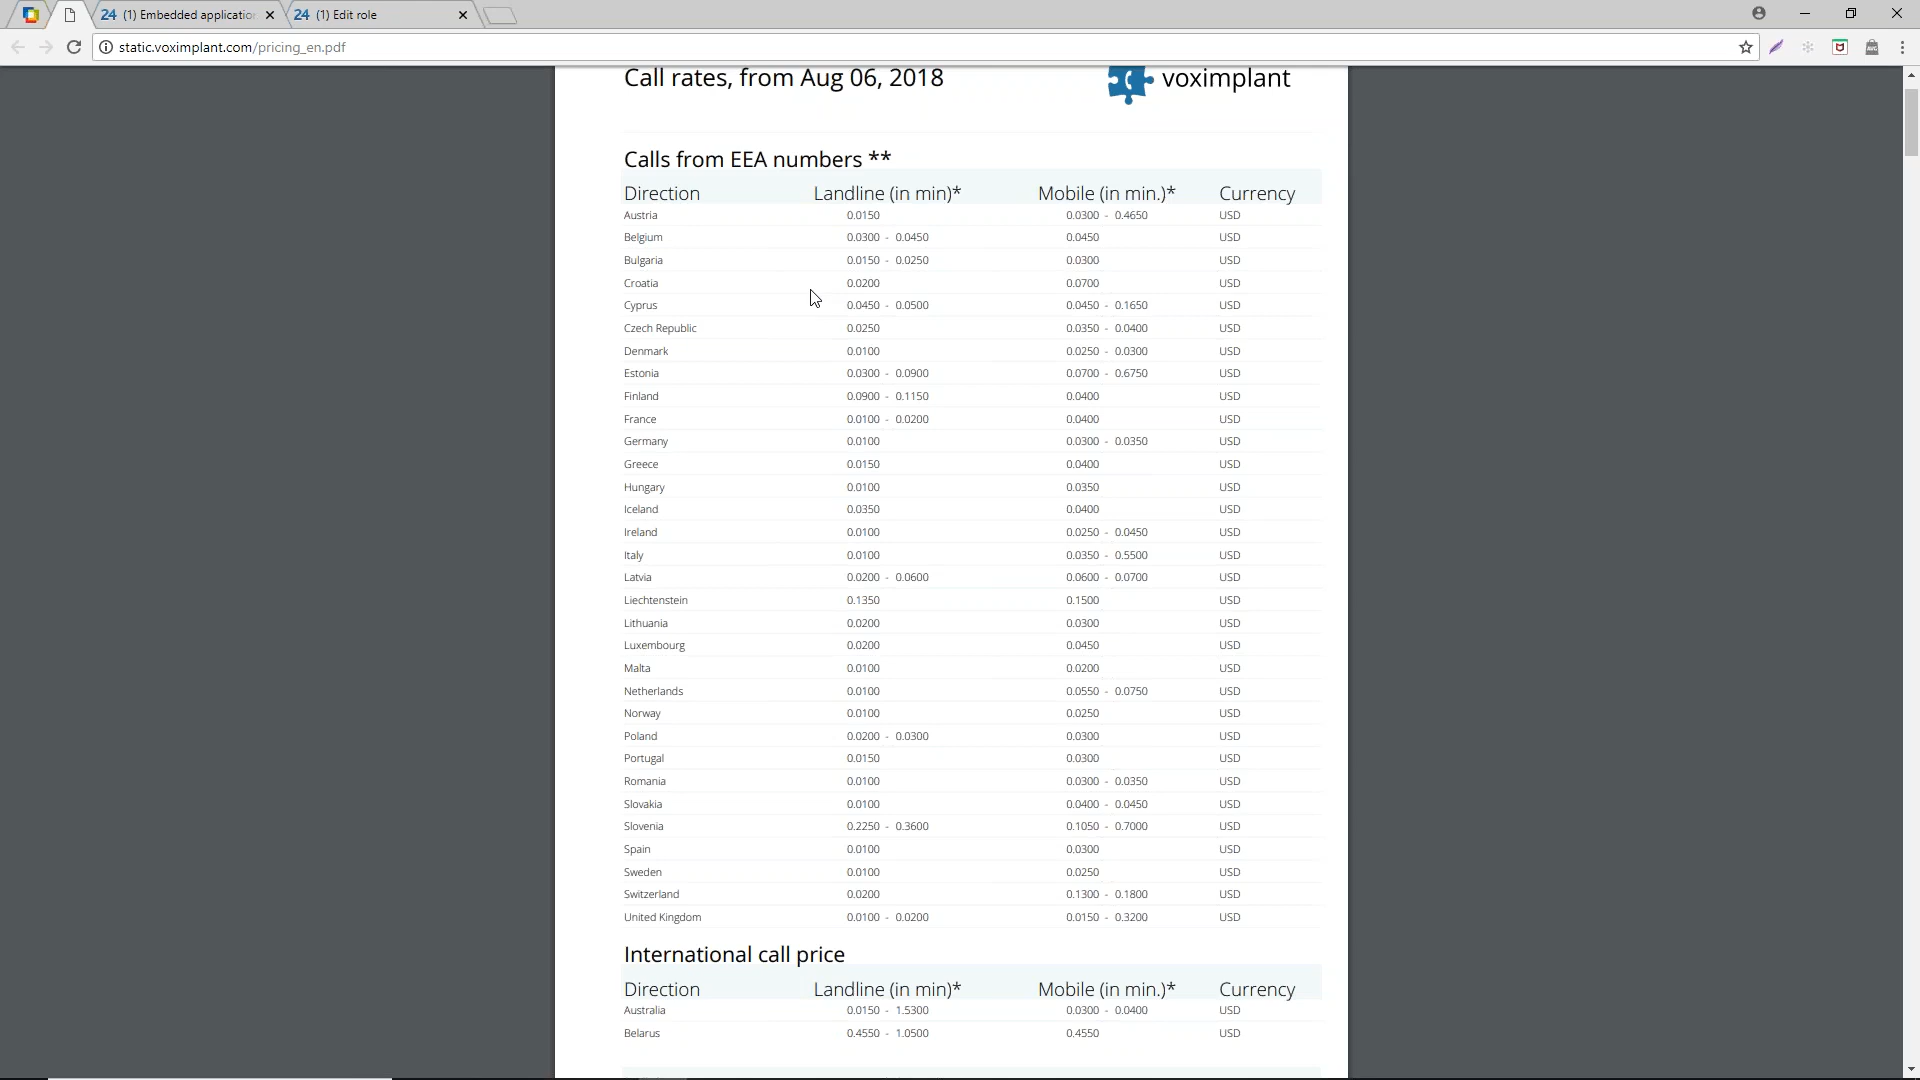 24 (1) Embedded applicatio
24 (1) Edit role
static.voximplant.com/pricing_en.pdf
Call rates, from Aug 06, 2018 voximplant
Calls from EEA numbers **
Direction Landline (in min)* Mobile (in min.)* Currency
Austria 0.0150 0.0300 - 0.4650 USD
Belgium 0.0300 - 0.0450 0.0450 USD
Bulgaria 0.0150 - 0.0250 0.0300 USD
Croatia 0.0200 0.0700 USD
Cyprus 0.0450 - 0.0500 0.0450 - 0.1650 USD
Czech Republic 0.0250 0.0350 - 0.0400 USD
Denmark 0.0100 0.0250 - 0.0300 USD
Estonia 0.0300 - 0.0900 0.0700 - 0.6750 USD
Finland 0.0900 - 0.1150 0.0400 USD
France 0.0100 - 0.0200 0.0400 USD
Germany 0.0100 0.0300 - 0.0350 USD
Greece 0.0150 0.0400 USD
Hungary 0.0100 0.0350 USD
Iceland 0.0350 0.0400 USD
Ireland 0.0100 0.0250 - 0.0450 USD
Italy 0.0100 0.0350 - 0.5500 USD
Latvia 0.0200 - 0.0600 0.0600 - 0.0700 USD
Liechtenstein 0.1350 0.1500 USD
Lithuania 0.0200 0.0300 USD
Luxembourg 0.0200 0.0450 USD
Malta 0.0100 0.0200 USD
Netherlands 0.0100 0.0550 - 0.0750 USD
Norway 0.0100 0.0250 USD
Poland 0.0200 - 0.0300 0.0300 USD
Portugal 0.0150 0.0300 USD
Romania 0.0100 0.0300 - 0.0350 USD
Slovakia 0.0100 0.0400 - 0.0450 USD
Slovenia 0.2250 - 0.3600 0.1050 - 0.7000 USD
Spain 0.0100 0.0300 USD
Sweden 0.0100 0.0250 USD
Switzerland 0.0200 0.1300 - 0.1800 USD
United Kingdom 0.0100 - 0.0200 0.0150 - 0.3200 USD
International call price
Direction Landline (in min)* Mobile (in min.)* Currency
Australia 0.0150 - 1.5300 0.0300 - 0.0400 USD
Belarus 0.4550 - 1.0500 0.4550 USD